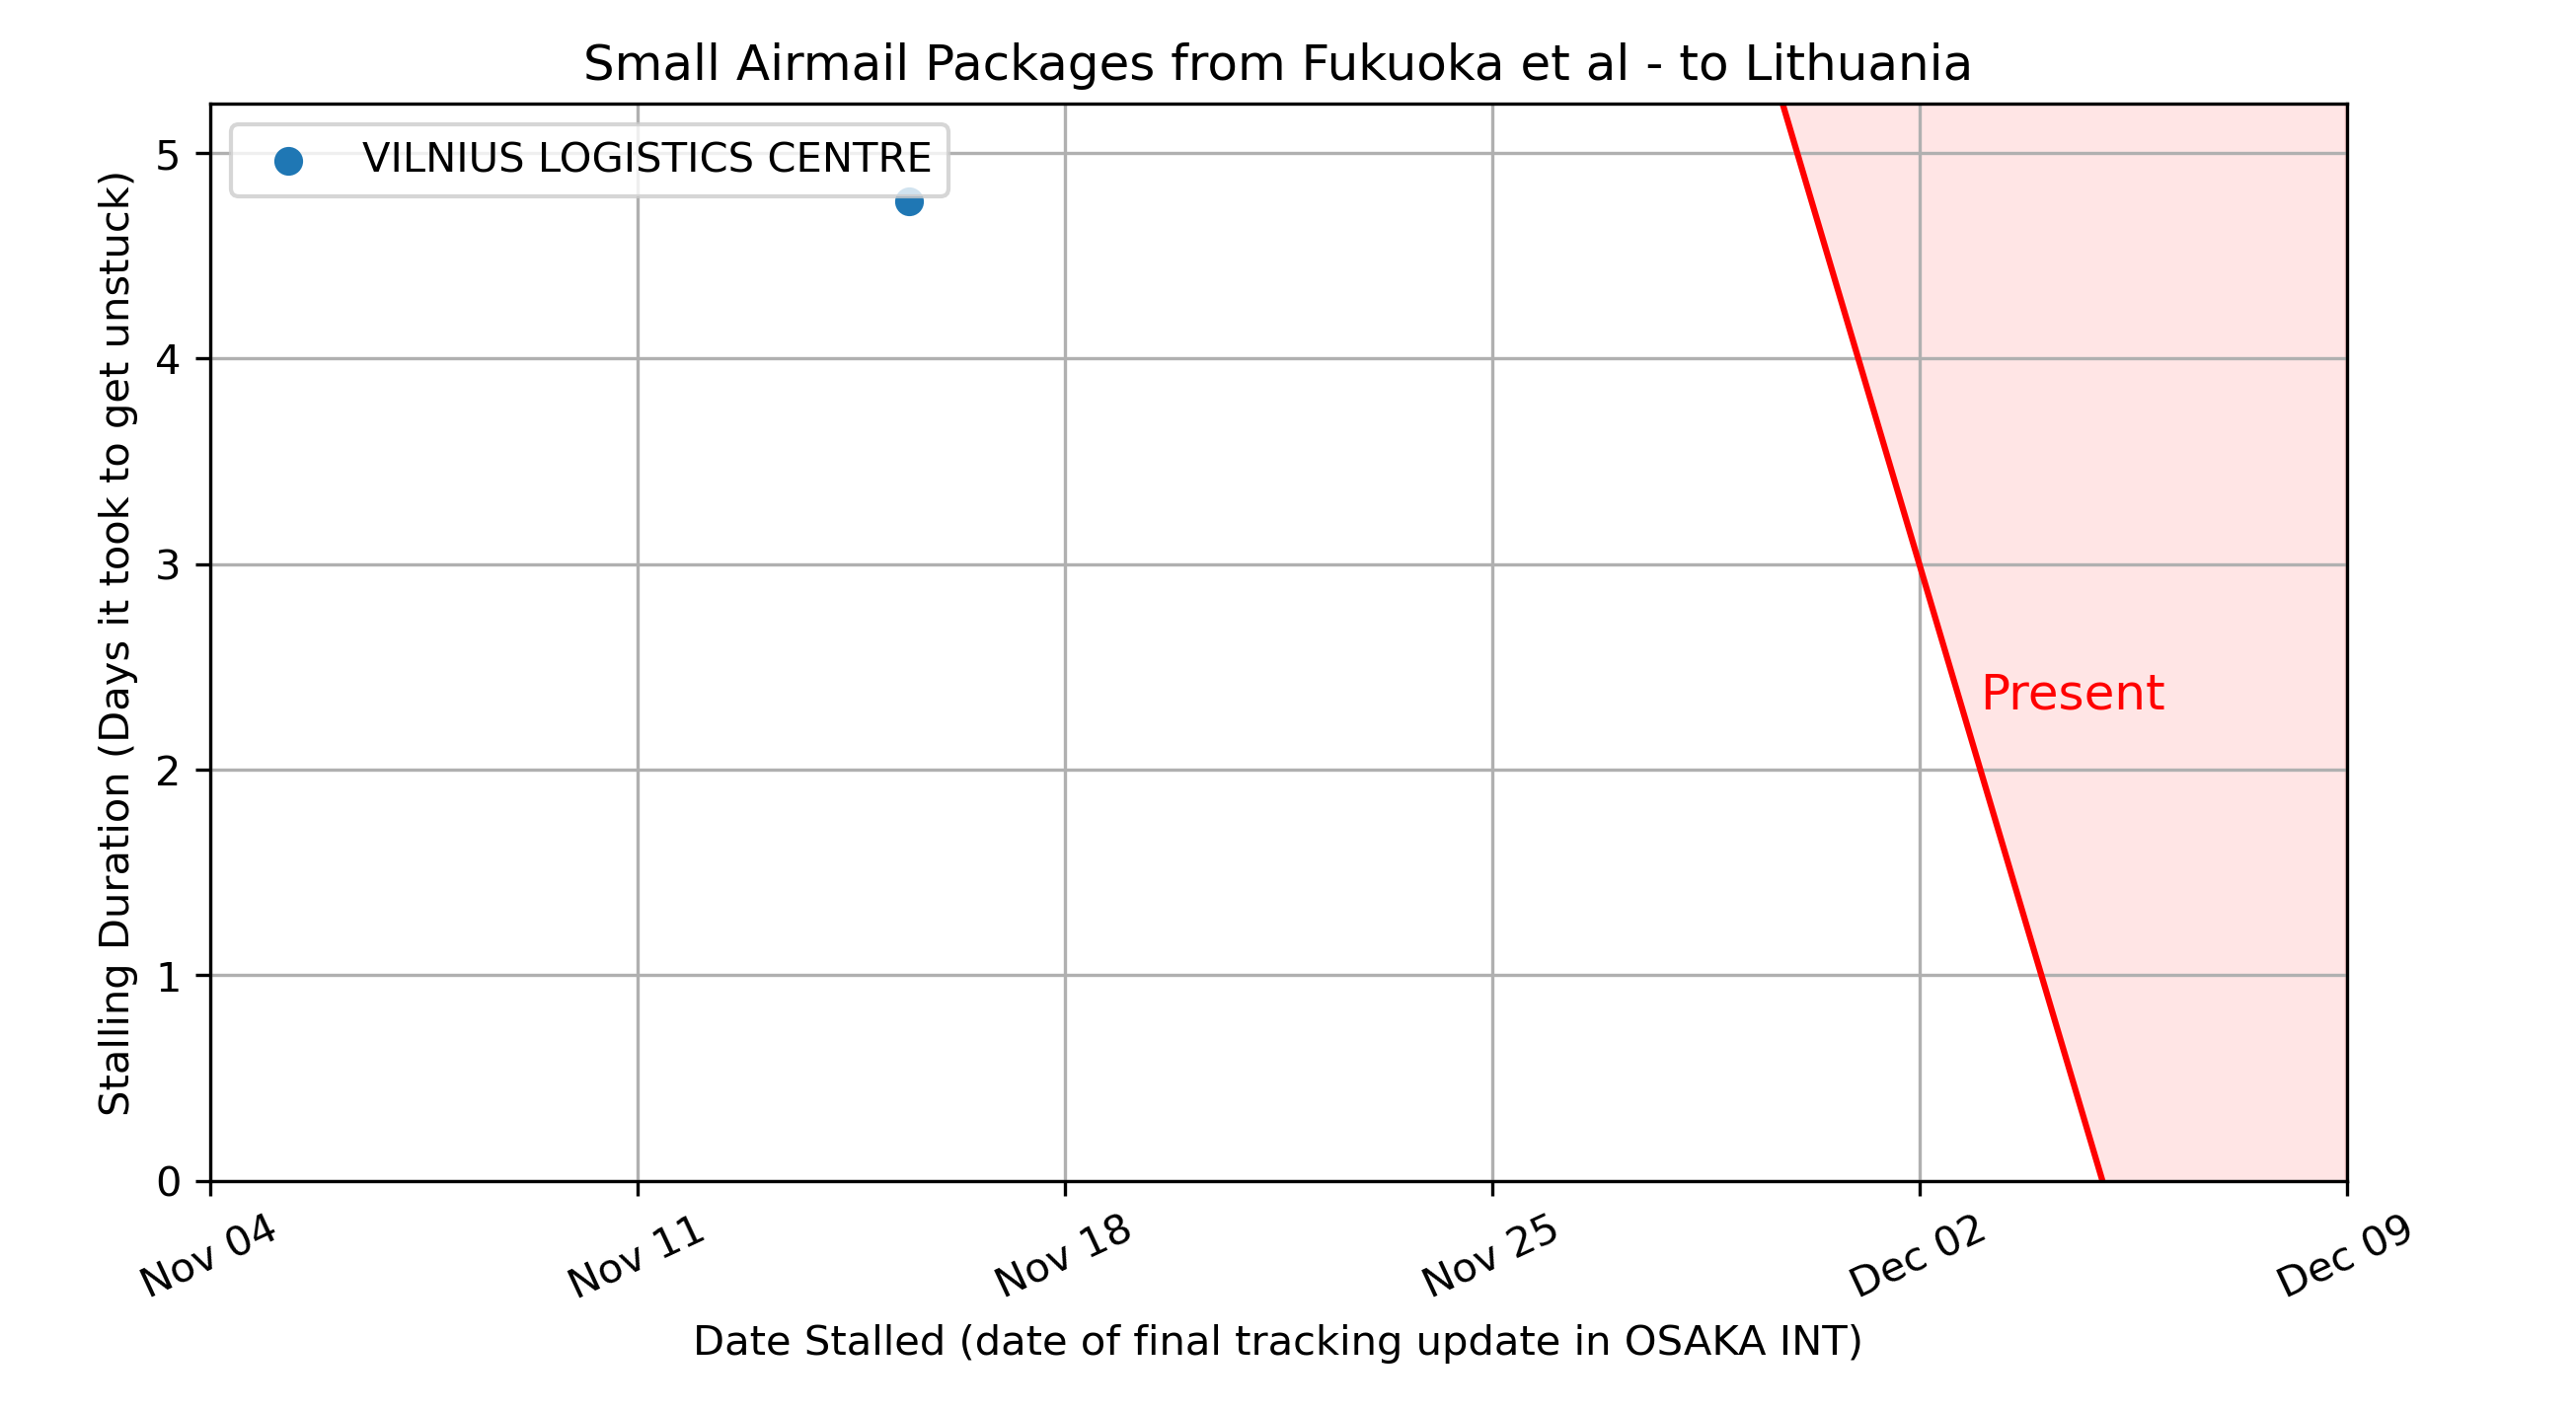 Small Airmail Packages from Fukuoka et al - to Lithuania
VILNIUS LOGISTICS CENTRE
Stalling Duration (Days it took to get unstuck)
5
4
3
2
1
0
Present
Nov 04
Nov 11
Nov 18
Nov 25
Dec 02
Dec 09
Date Stalled (date of final tracking update in OSAKA INT)